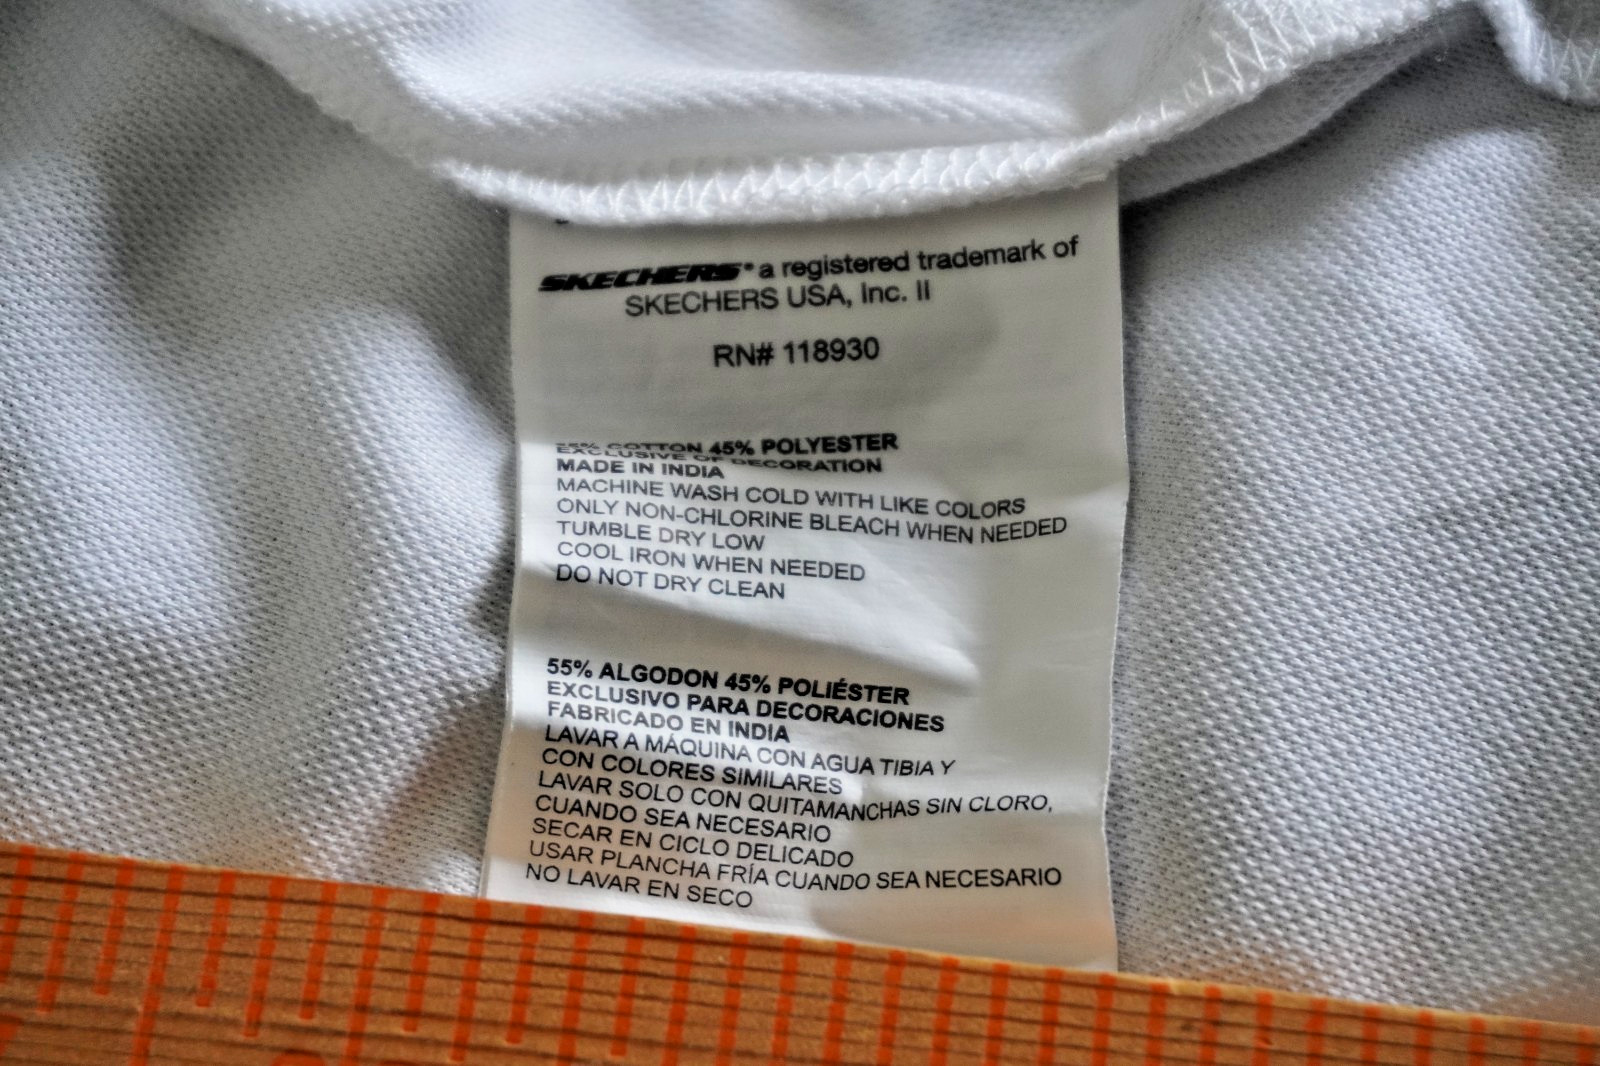 SKECHERS® a registered trademark of
SKECHERS USA, Inc. II
RN# 118930
55% COTTON 45% POLYESTER
EXCLUSIVE OF DECORATION
MADE IN INDIA
MACHINE WASH COLD WITH LIKE COLORS
ONLY NON-CHLORINE BLEACH WHEN NEEDED
TUMBLE DRY LOW
COOL IRON WHEN NEEDED
DO NOT DRY CLEAN
55% ALGODON 45% POLIÉSTER
EXCLUSIVO PARA DECORACIONES
FABRICADO EN INDIA
LAVAR A MÁQUINA CON AGUA TIBIA Y
CON COLORES SIMILARES
LAVAR SOLO CON QUITAMANCHAS SIN CLORO,
CUANDO SEA NECESARIO
SECAR EN CICLO DELICADO
USAR PLANCHA FRÍA CUANDO SEA NECESARIO
NO LAVAR EN SECO